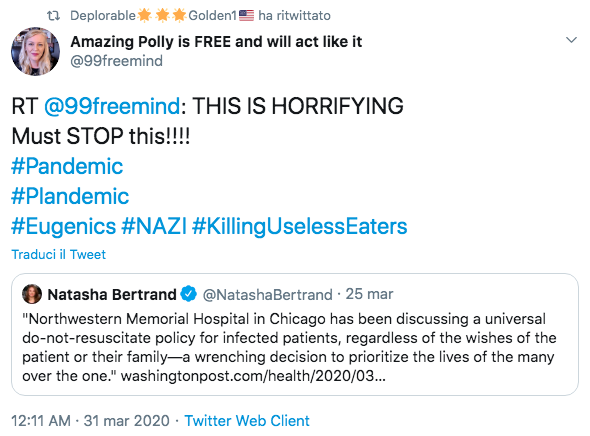 Deplorable⭐⭐⭐Golden1🇺🇸 ha ritwittato
Amazing Polly is FREE and will act like it
@99freemind
RT @99freemind: THIS IS HORRIFYING
Must STOP this!!!!
#Pandemic
#Plandemic
#Eugenics #NAZI #KillingUselessEaters
Traduci il Tweet
Natasha Bertrand @NatashaBertrand · 25 mar
"Northwestern Memorial Hospital in Chicago has been discussing a universal
do-not-resuscitate policy for infected patients, regardless of the wishes of the
patient or their family—a wrenching decision to prioritize the lives of the many
over the one." washingtonpost.com/health/2020/03...
12:11 AM · 31 mar 2020 · Twitter Web Client